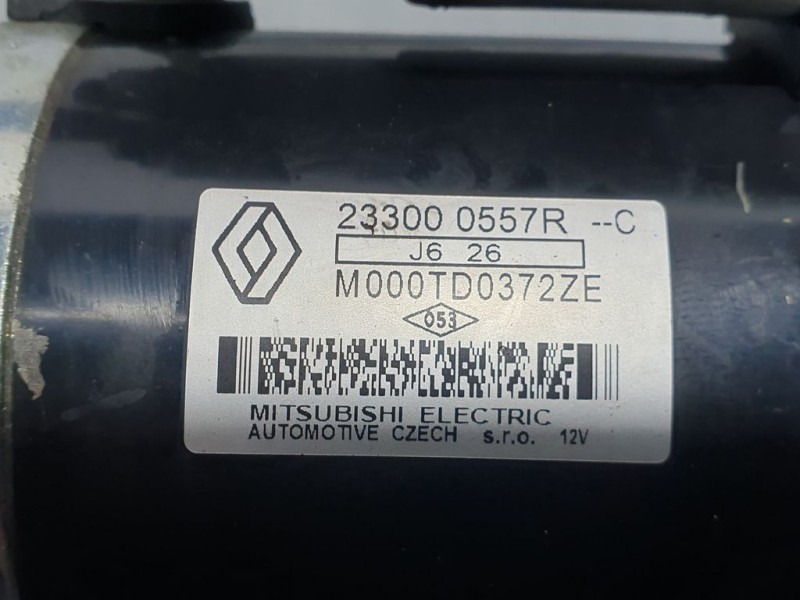 23300 0557R --C
J6 26
M000TD0372ZE
053
MITSUBISHI ELECTRIC
AUTOMOTIVE CZECH s.r.o. 12V